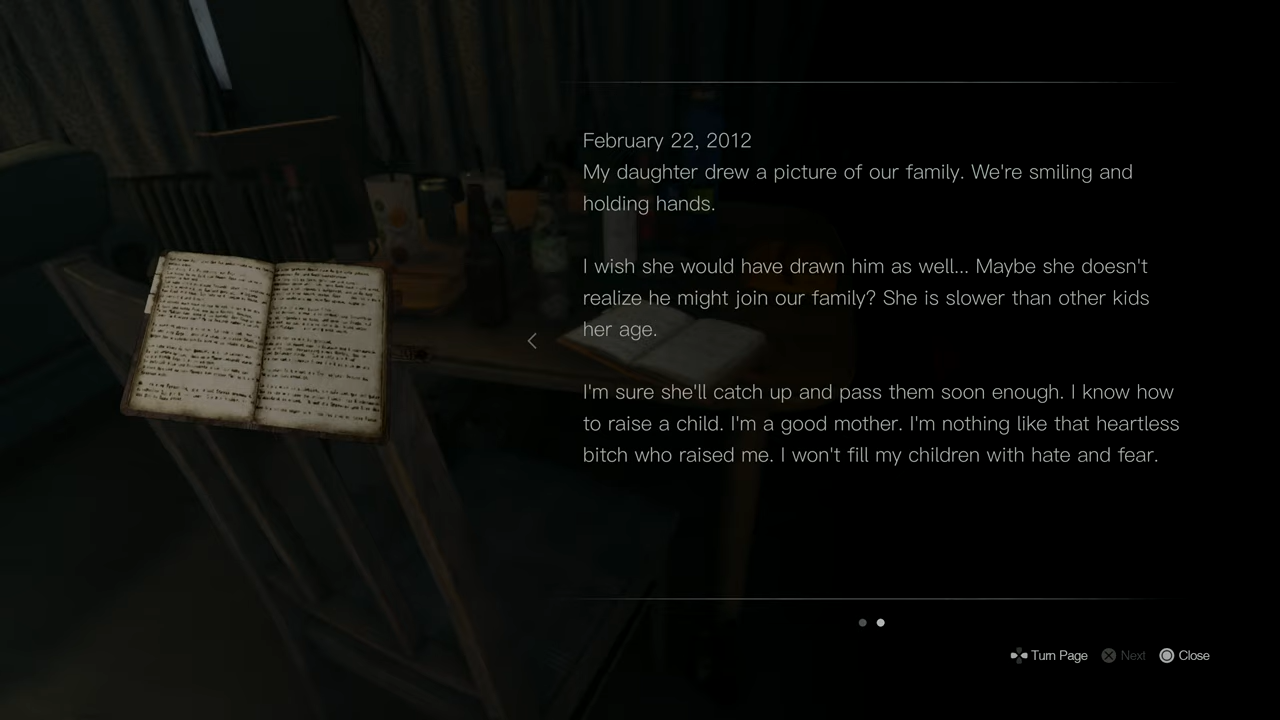 February 22, 2012
My daughter drew a picture of our family. We're smiling and
holding hands.
I wish she would have drawn him as well... Maybe she doesn't
realize he might join our family? She is slower than other kids
her age.
I'm sure she'll catch up and pass them soon enough. I know how
to raise a child. I'm a good mother. I'm nothing like that heartless
bitch who raised me. I won't fill my children with hate and fear.
Turn Page Next Close